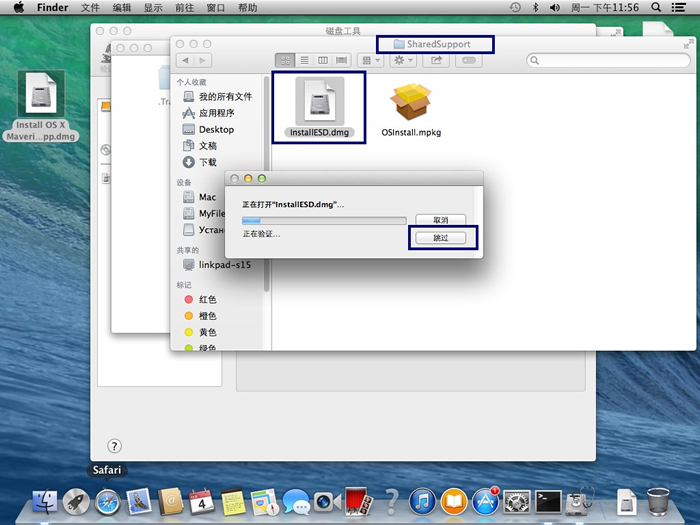 Finder 文件 编辑 显示 前往 窗口 帮助 周一 下午11:56
磁盘工具
SharedSupport
Install OS X
Maveri...pp.dmg
.Tra
个人收藏
我的所有文件
应用程序
Desktop
文稿
下载
设备
Mac
MyFile
Устан
共享的
linkpad-s15
标记
红色
橙色
黄色
绿色
InstallESD.dmg
OSInstall.mpkg
正在打开“InstallESD.dmg”...
取消
正在验证...
跳过
?
Safari
4